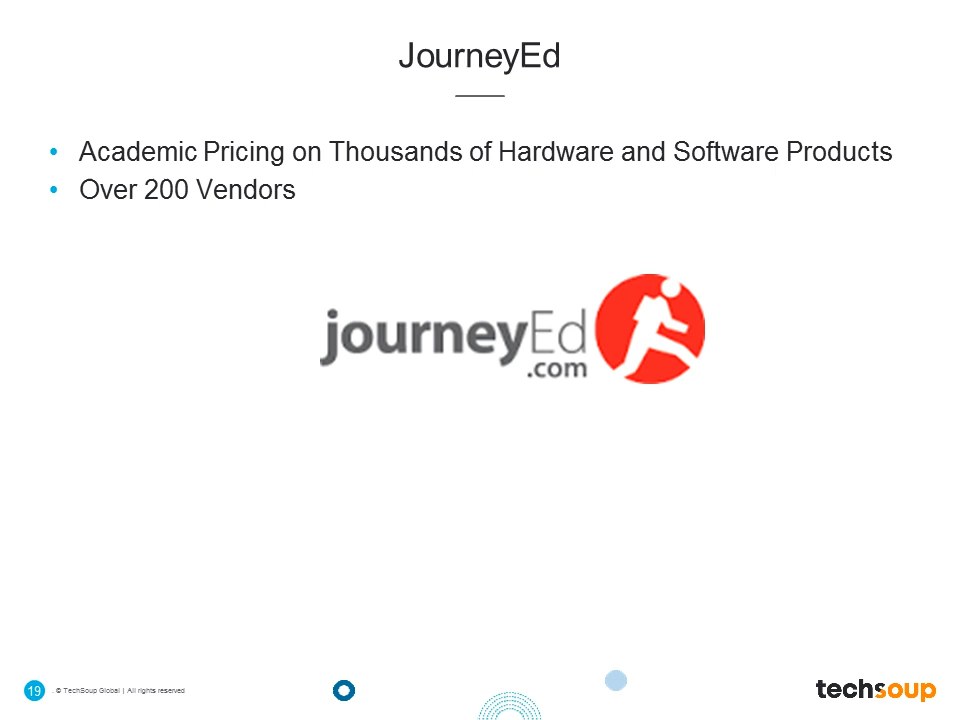 JourneyEd
• Academic Pricing on Thousands of Hardware and Software Products
• Over 200 Vendors
journeyEd
.com
19 . © TechSoup Global | All rights reserved
techsoup